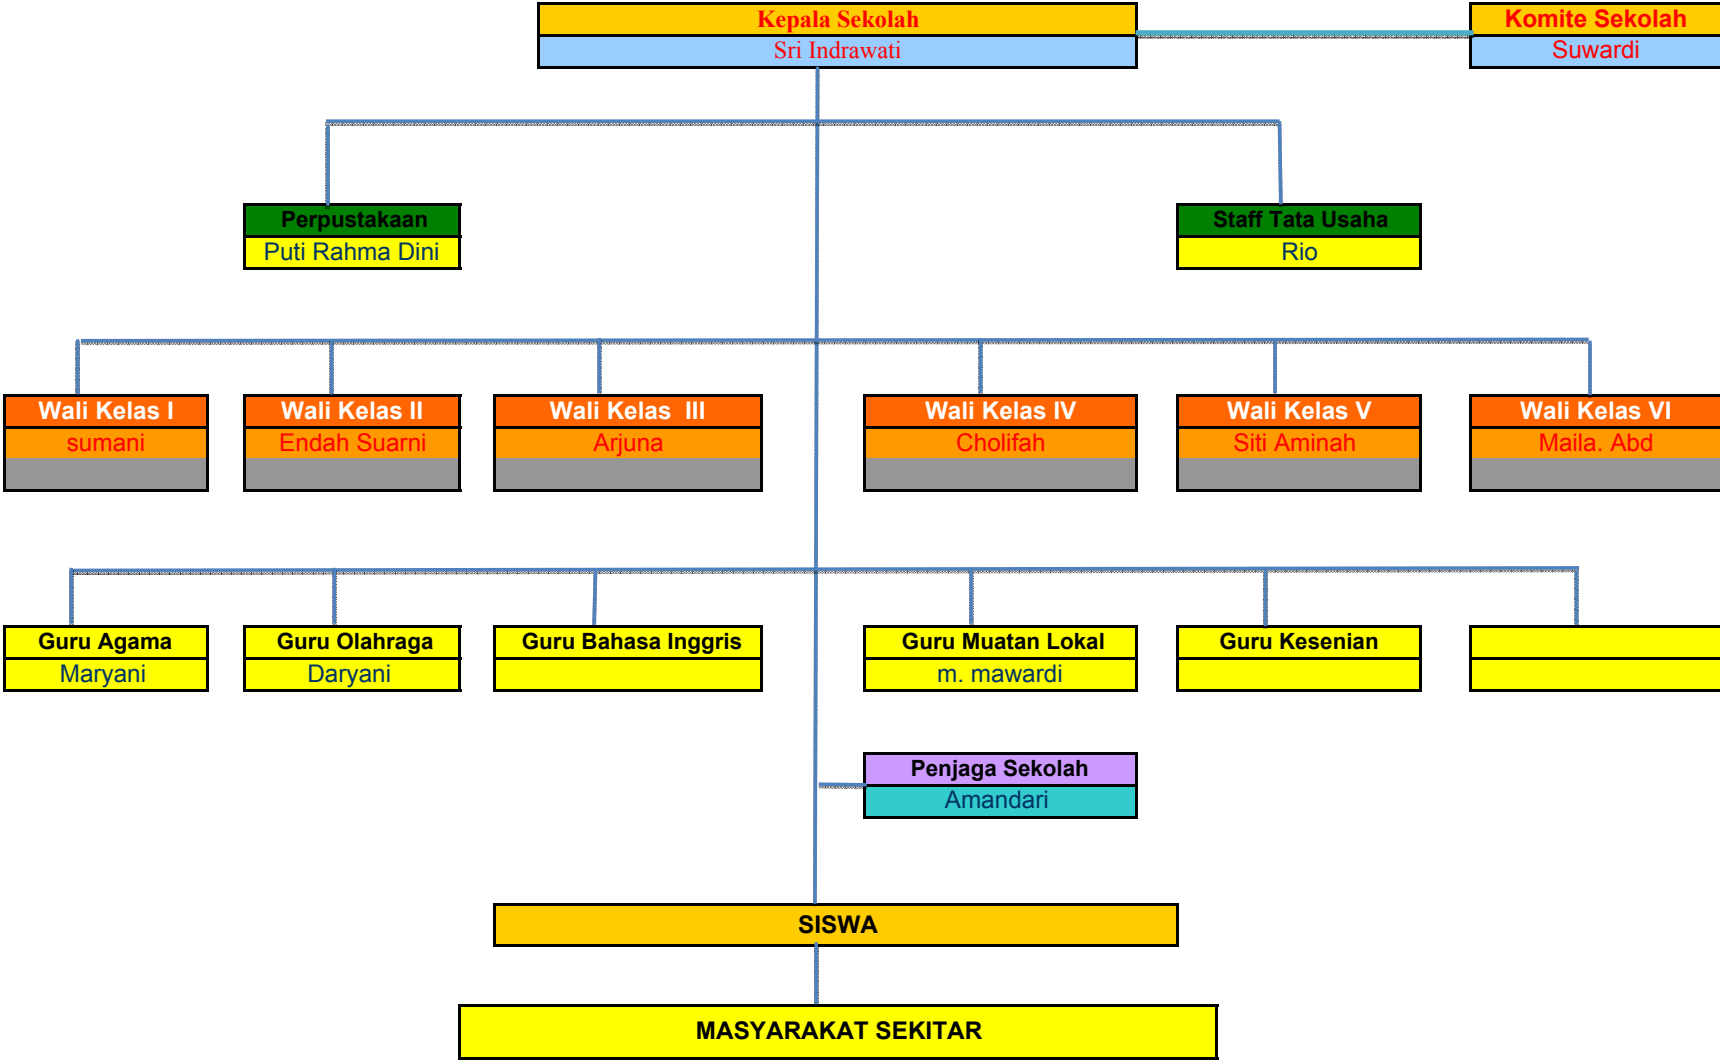 Kepala Sekolah
Sri Indrawati
Komite Sekolah
Suwardi
Perpustakaan
Puti Rahma Dini
Staff Tata Usaha
Rio
Wali Kelas I
sumani
Wali Kelas II
Endah Suarni
Wali Kelas  III
Arjuna
Wali Kelas IV
Cholifah
Wali Kelas V
Siti Aminah
Wali Kelas VI
Maila. Abd
Guru Agama
Maryani
Guru Olahraga
Daryani
Guru Bahasa Inggris
Guru Muatan Lokal
m. mawardi
Guru Kesenian
Penjaga Sekolah
Amandari
SISWA
MASYARAKAT SEKITAR